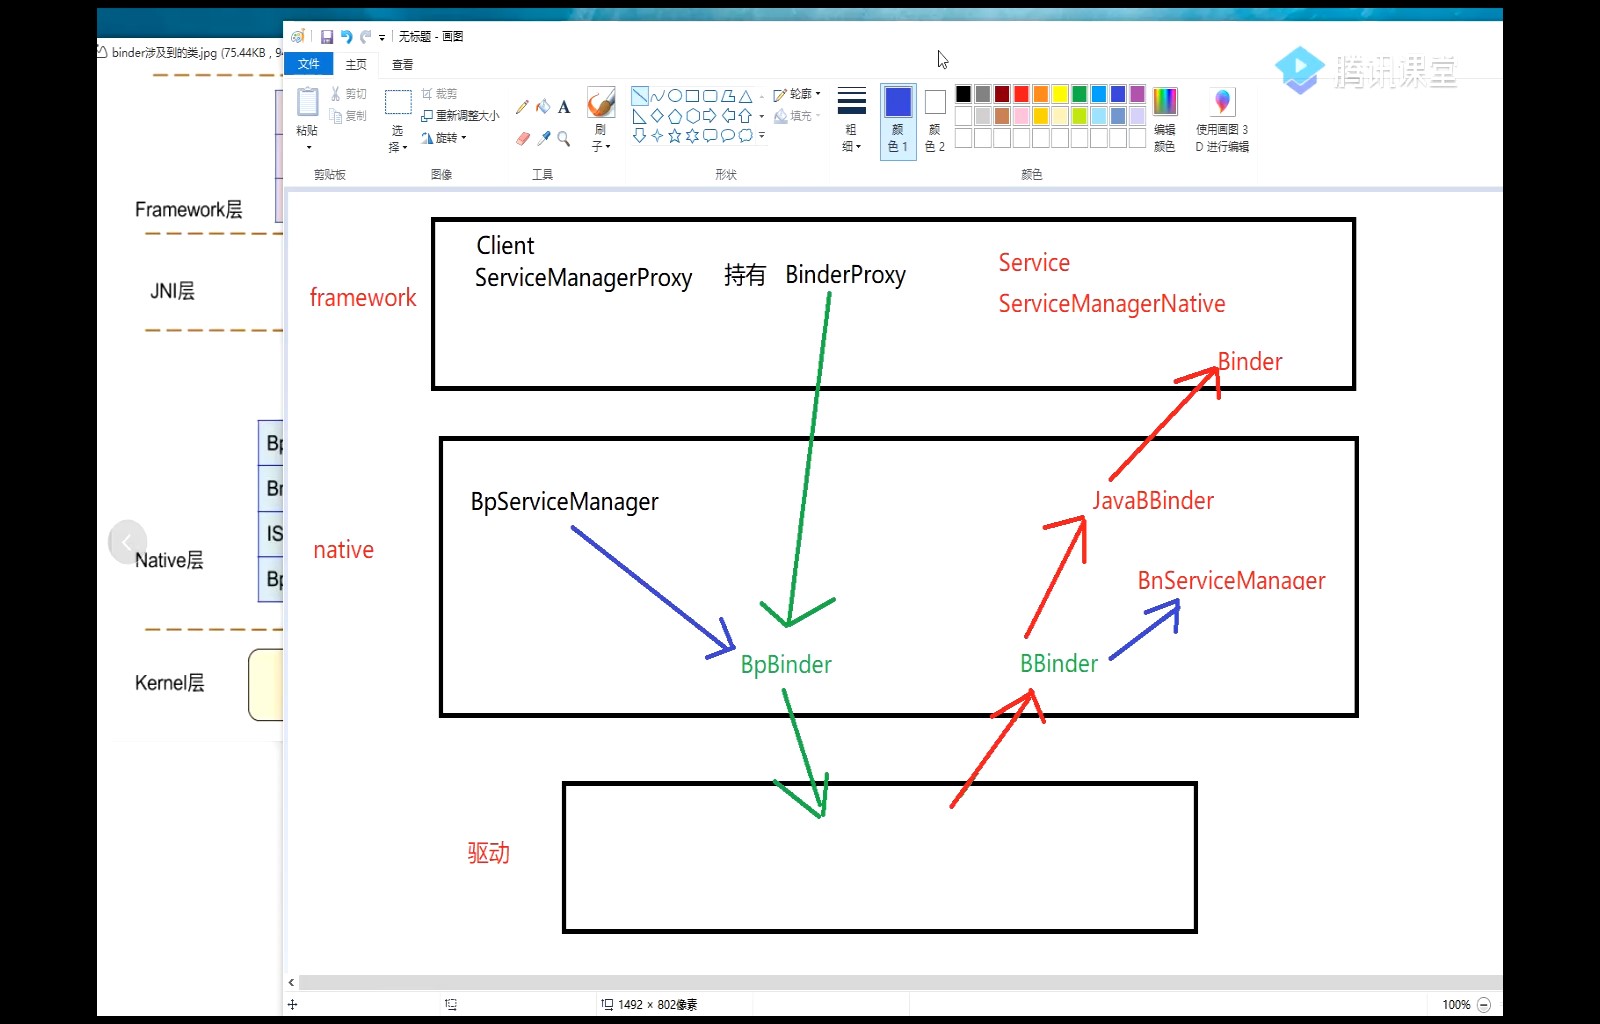 binder涉及到的类.jpg (75.44KB , 9
无标题 - 画图
文件 主页 查看
腾讯课堂
粘贴
剪切
复制
剪贴板
选择
裁剪
重新调整大小
旋转
图像
A
工具
刷子
轮廓
填充
形状
粗细
颜色 1
颜色 2
颜色
编辑颜色
使用画图 3D 进行编辑
Framework层
JNI层
Native层
Kernel层
Bp
Br
IS
Bp
framework
Client
ServiceManagerProxy 持有 BinderProxy
Service
ServiceManagerNative
Binder
native
BpServiceManager
JavaBBinder
BnServiceManager
BpBinder
BBinder
驱动
1492 × 802像素
100%